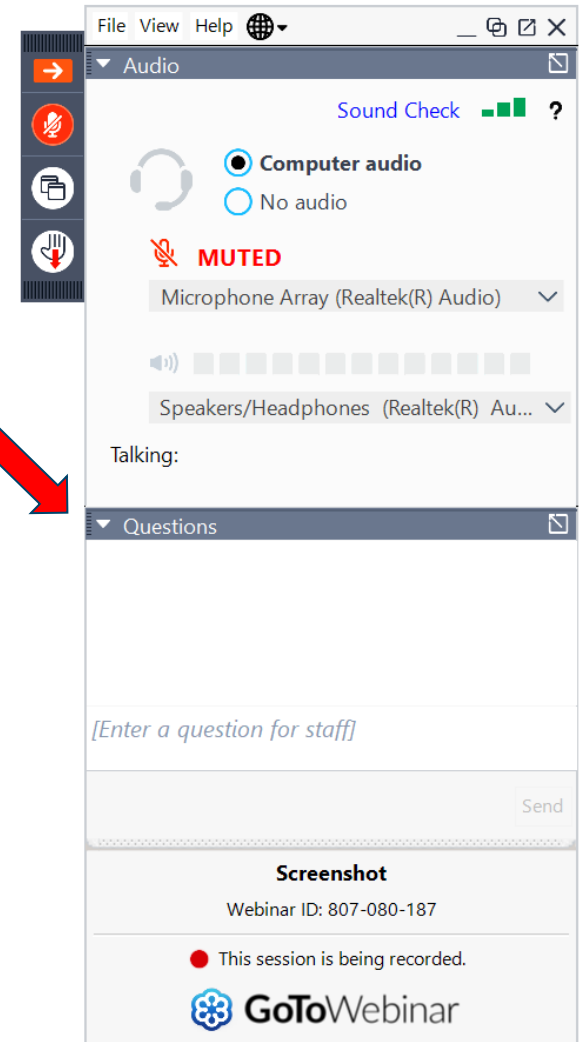 File View Help
Audio
Sound Check ?
Computer audio
No audio
MUTED
Microphone Array (Realtek(R) Audio)
Speakers/Headphones (Realtek(R) Au...
Talking:
Questions
[Enter a question for staff]
Send
Screenshot
Webinar ID: 807-080-187
This session is being recorded.
GoToWebinar